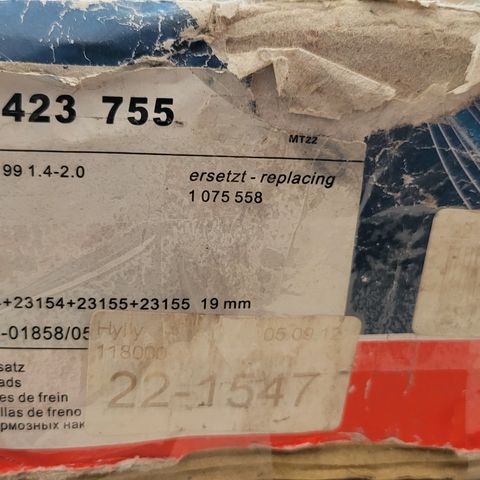 423 755
MT22
99 1.4-2.0
ersetzt - replacing
1 075 558
+23154+23155+23155 19 mm
-01858/05
Hylly 05.09.12
118000
22-1547
satz
ads
es de frein
llas de freno
рмозных нак